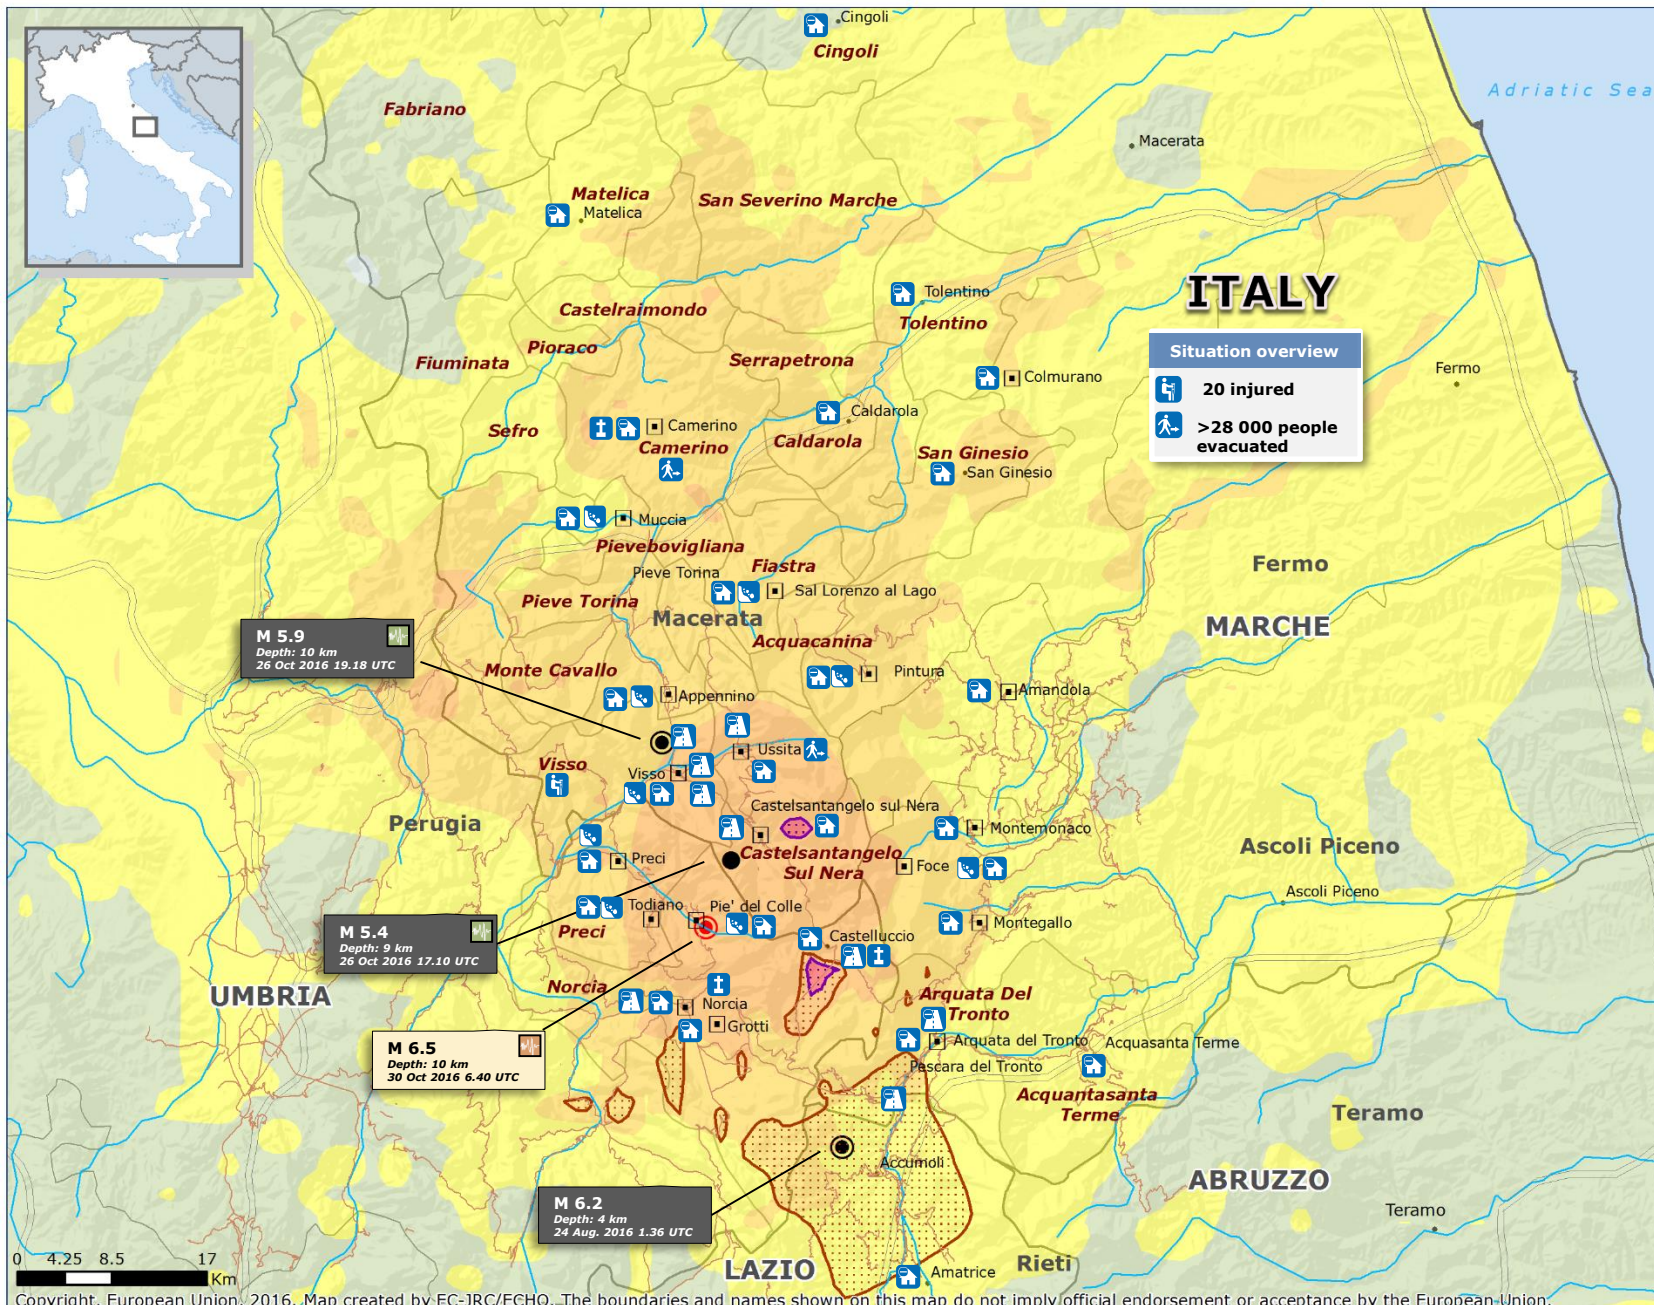 Cingoli
Cingoli
Adriatic Sea
Fabriano
Macerata
Matelica
Matelica
San Severino Marche
ITALY
Tolentino
Tolentino
Castelraimondo
Pioraco
Fiuminata
Serrapetrona
Situation overview
20 injured
>28 000 people
evacuated
Fermo
Colmurano
Caldarola
Caldarola
Sefro
Camerino
Camerino
San Ginesio
San Ginesio
Muccia
Pievebovigliana
Fiastra
Fermo
Pieve Torina
Sal Lorenzo al Lago
Pieve Torina
Macerata
MARCHE
M 5.9
Depth: 10 km
26 Oct 2016 19.18 UTC
Acquacanina
Monte Cavallo
Pintura
Appennino
Amandola
Ussita
Visso
Visso
Castelsantangelo sul Nera
Perugia
Montemonaco
Castelsantangelo
Sul Nera
Preci
Foce
Ascoli Piceno
Ascoli Piceno
Todiano
Pie' del Colle
Preci
Montegallo
Castelluccio
M 5.4
Depth: 9 km
26 Oct 2016 17.10 UTC
UMBRIA
Norcia
Norcia
Grotti
Arquata Del
Tronto
Arquata del Tronto
Acquasanta Terme
M 6.5
Depth: 10 km
30 Oct 2016 6.40 UTC
Pescara del Tronto
Acquantasanta
Terme
Teramo
Accumoli
ABRUZZO
M 6.2
Depth: 4 km
24 Aug. 2016 1.36 UTC
Teramo
0 4.25 8.5 17
Km
LAZIO
Amatrice
Rieti
Copyright, European Union, 2016. Map created by EC-JRC/ECHO. The boundaries and names shown on this map do not imply official endorsement or acceptance by the European Union.